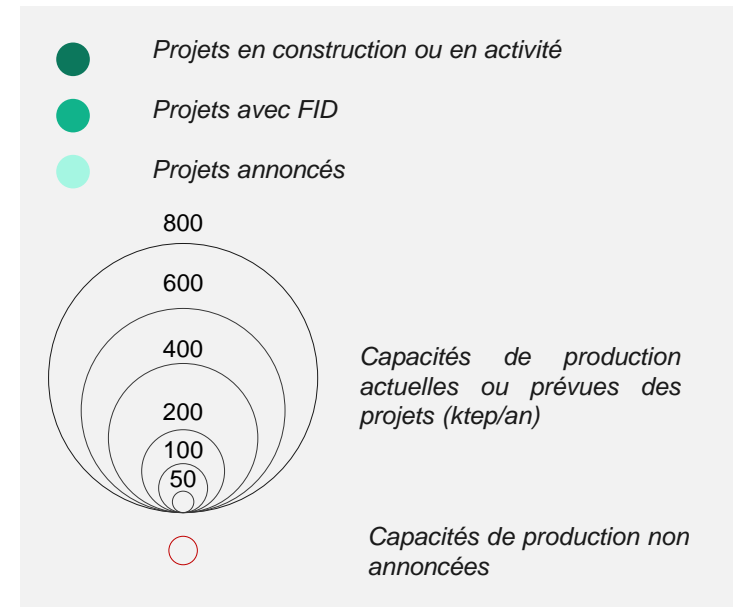 Projets en construction ou en activité
Projets avec FID
Projets annoncés
800
600
400
200
100
50
Capacités de production
actuelles ou prévues des
projets (ktep/an)
Capacités de production non
annoncées